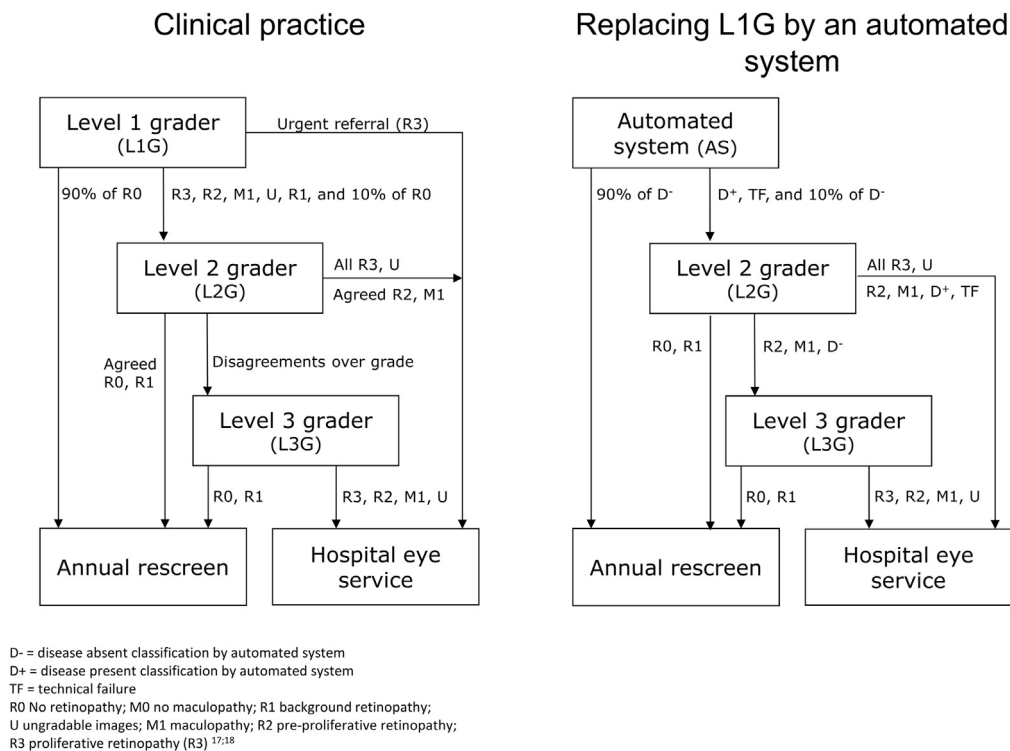 Clinical practice
Level 1 grader
(L1G)
Urgent referral (R3)
90% of R0
R3, R2, M1, U, R1, and 10% of R0
Level 2 grader
(L2G)
All R3, U
Agreed R2, M1
Agreed
R0, R1
Disagreements over grade
Level 3 grader
(L3G)
R0, R1
R3, R2, M1, U
Annual rescreen
Hospital eye
service
Replacing L1G by an automated
system
Automated
system (AS)
90% of D-
D+, TF, and 10% of D-
Level 2 grader
(L2G)
All R3, U
R2, M1, D+, TF
R0, R1
R2, M1, D-
Level 3 grader
(L3G)
R0, R1
R3, R2, M1, U
Annual rescreen
Hospital eye
service
D- = disease absent classification by automated system
D+ = disease present classification by automated system
TF = technical failure
R0 No retinopathy; M0 no maculopathy; R1 background retinopathy;
U ungradable images; M1 maculopathy; R2 pre-proliferative retinopathy;
R3 proliferative retinopathy (R3) 17;18